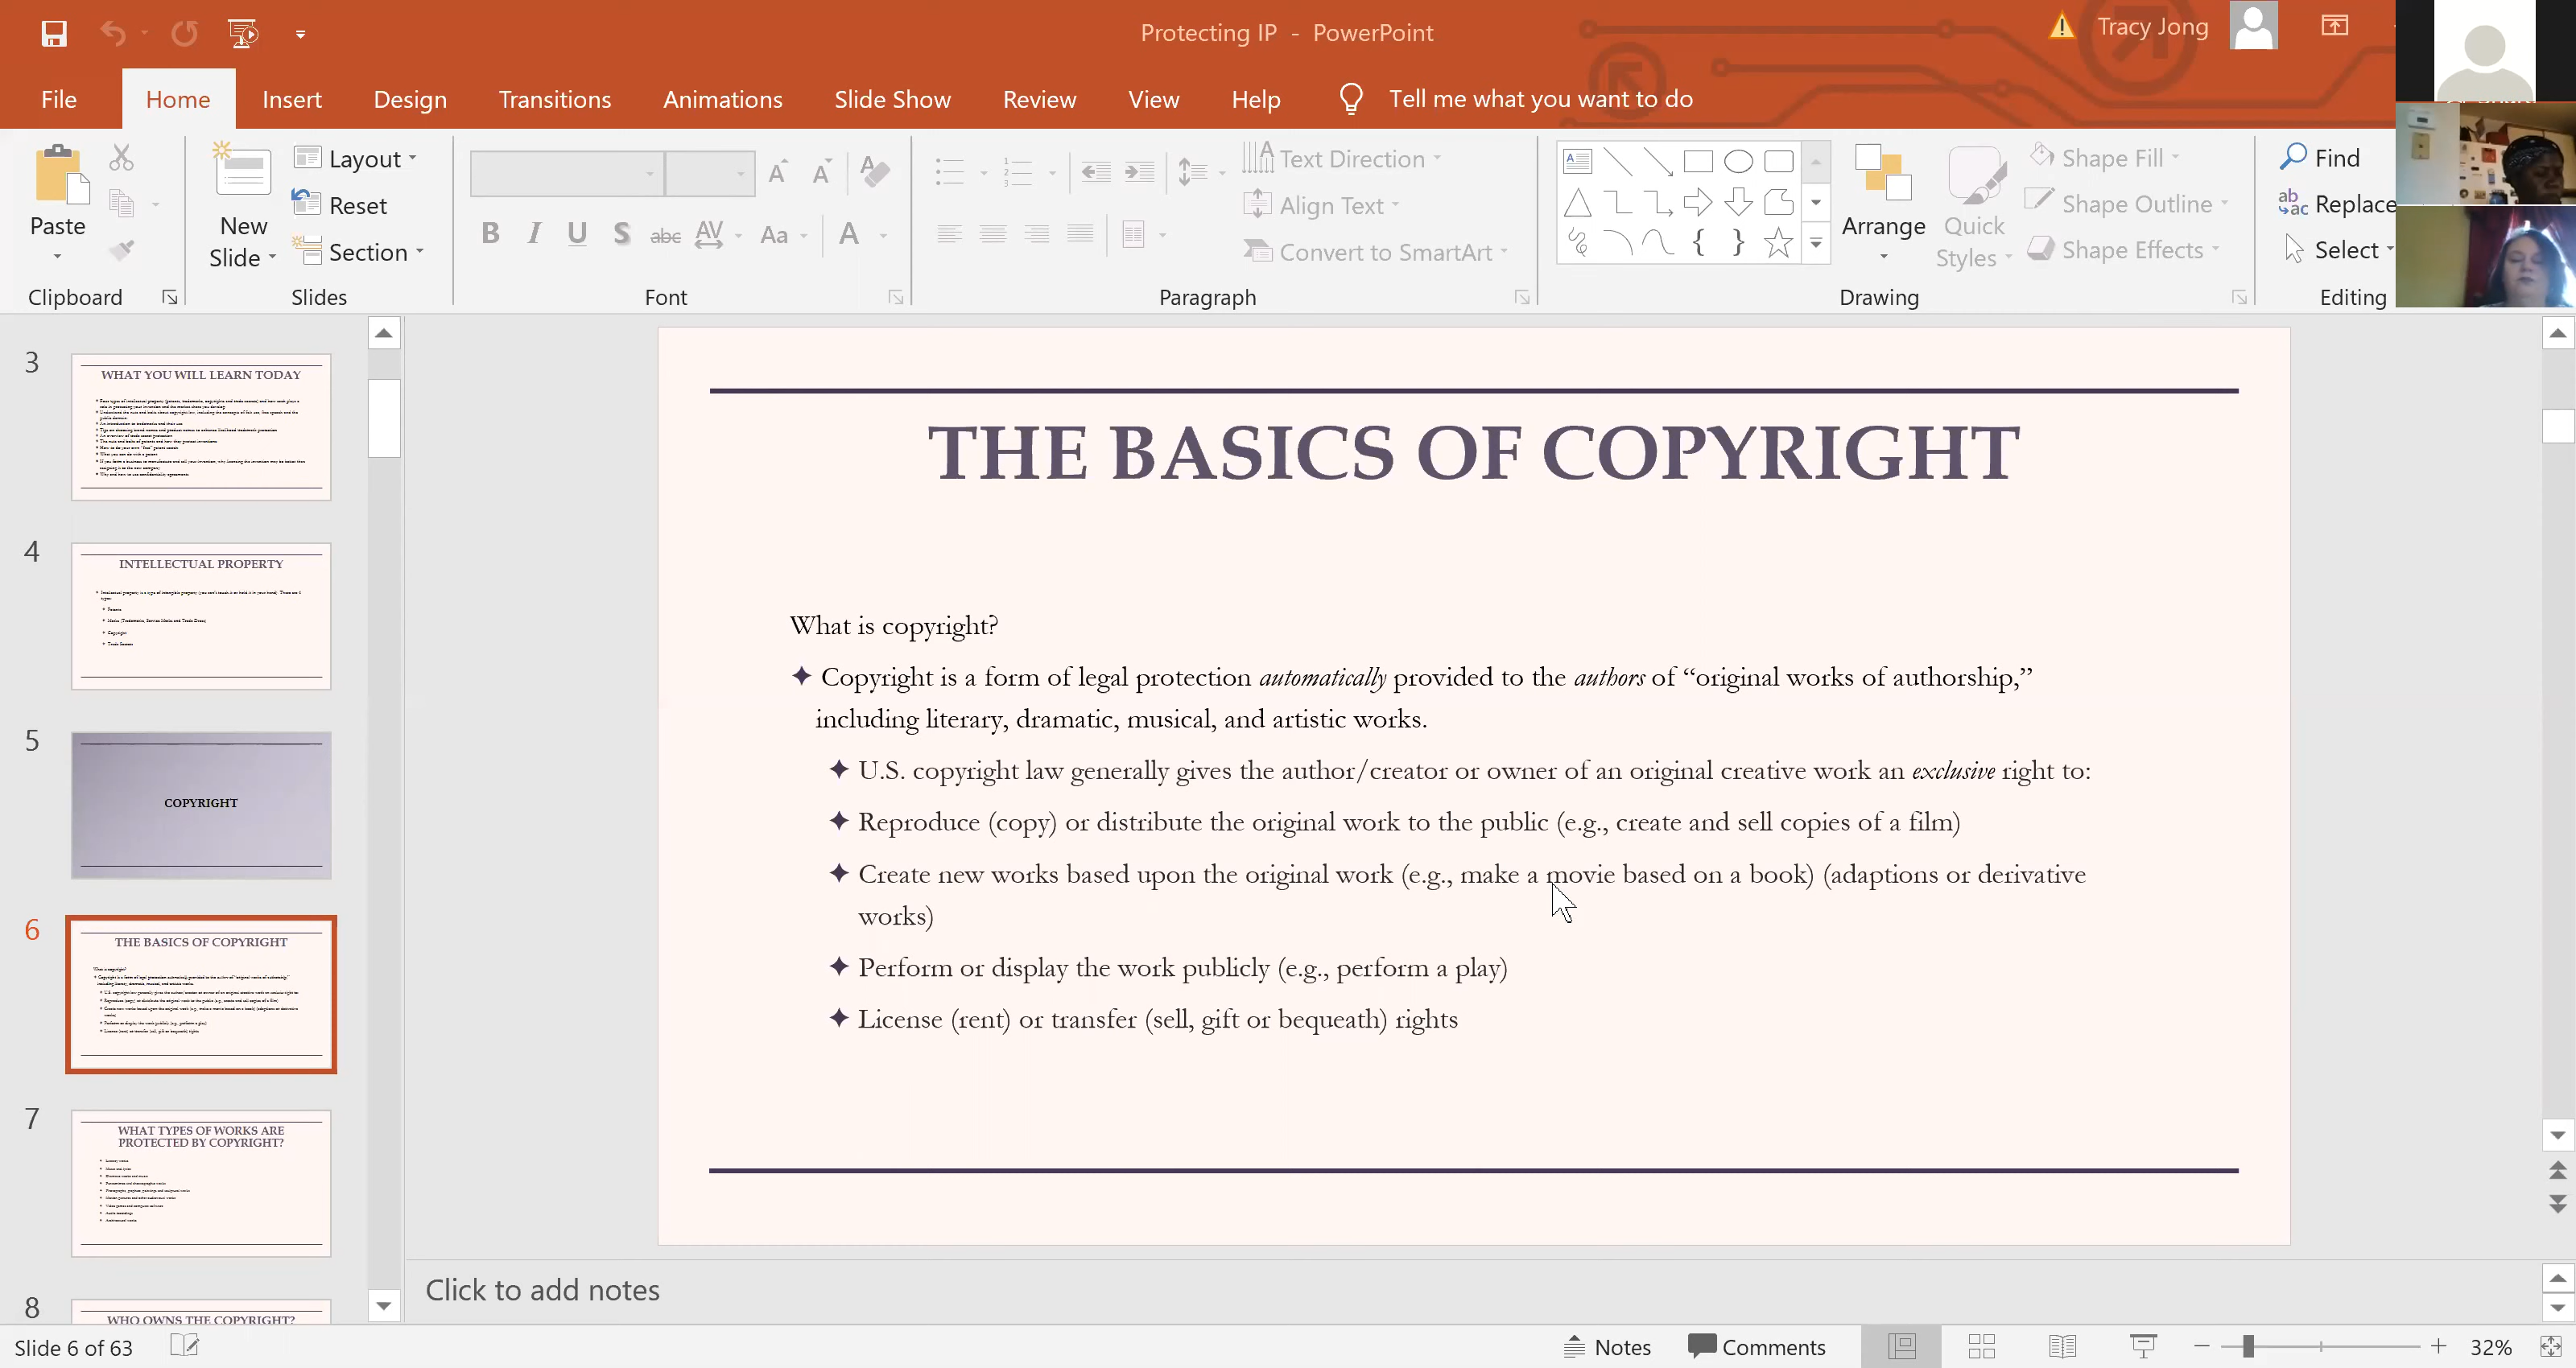 Protecting IP - PowerPoint
Tracy Jong
File Home Insert Design Transitions Animations Slide Show Review View Help Tell me what you want to do
Paste
Clipboard
New
Slide
Layout
Reset
Section
Slides
B I U S abc AV Aa A
Font
Text Direction
Align Text
Convert to SmartArt
Paragraph
Arrange
Quick
Styles
Shape Fill
Shape Outline
Shape Effects
Drawing
Find
Replace
Select
Editing
3
WHAT YOU WILL LEARN TODAY
4
INTELLECTUAL PROPERTY
5
COPYRIGHT
6
THE BASICS OF COPYRIGHT
7
WHAT TYPES OF WORKS ARE
PROTECTED BY COPYRIGHT?
8
WHO OWNS THE COPYRIGHT?
THE BASICS OF COPYRIGHT
What is copyright?
Copyright is a form of legal protection automatically provided to the authors of “original works of authorship,”
including literary, dramatic, musical, and artistic works.
U.S. copyright law generally gives the author/creator or owner of an original creative work an exclusive right to:
Reproduce (copy) or distribute the original work to the public (e.g., create and sell copies of a film)
Create new works based upon the original work (e.g., make a movie based on a book) (adaptions or derivative
works)
Perform or display the work publicly (e.g., perform a play)
License (rent) or transfer (sell, gift or bequeath) rights
Click to add notes
Slide 6 of 63
Notes
Comments
32%